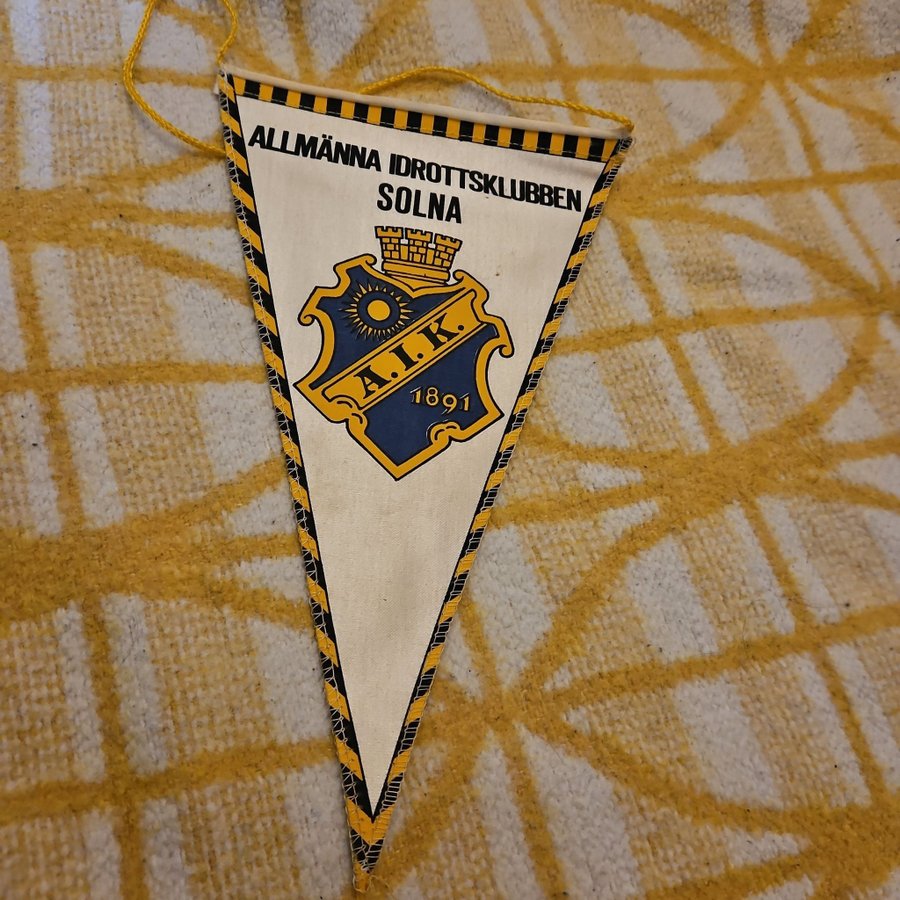 ALLMÄNNA IDROTTSKLUBBEN
SOLNA
A.I.K.
1891